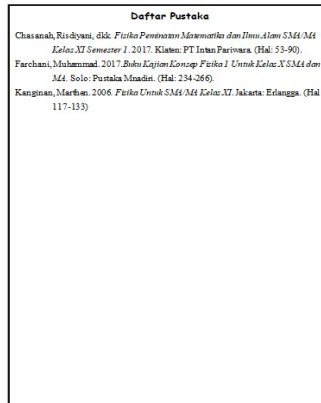 Daftar Pustaka
Chasanah, Risdiyani, dkk. Fisika Peminatan Matematika dan Ilmu Alam SMA/MA
Kelas XI Semester 1. 2017. Klaten: PT Intan Pariwara. (Hal: 53-90).
Farchani, Muhammad. 2017.Buku Kajian Konsep Fisika 1 Untuk Kelas X SMA dan
MA. Solo: Pustaka Mnadiri. (Hal: 234-266).
Kanginan, Marthen. 2006. Fisika Untuk SMA/MA Kelas XI. Jakarta: Erlangga. (Hal
117-133)